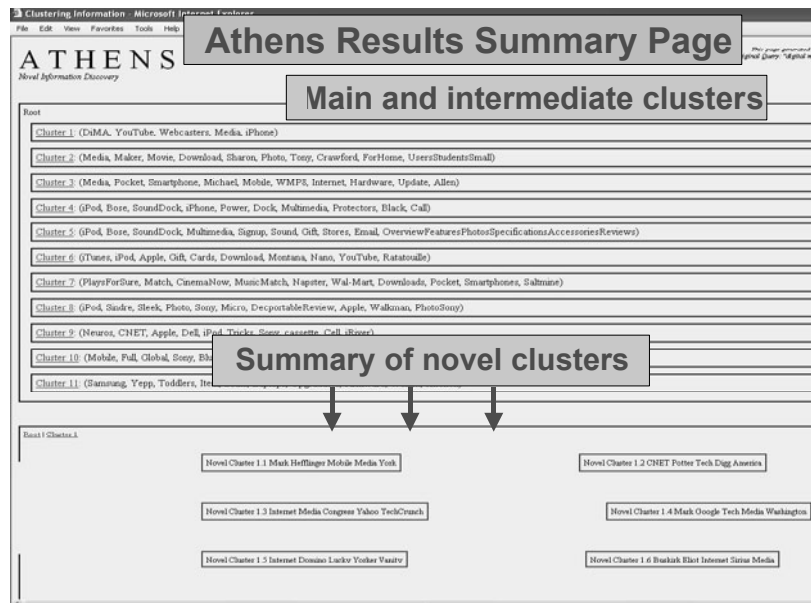 Clustering Information - Microsoft Internet Explorer
File Edit View Favorites Tools Help
Athens Results Summary Page
ATHENS
Novel Information Discovery
This page generated
Original Query: "digital m
Main and intermediate clusters
Root
Cluster 1: (DiMA, YouTube, Webcasters, Media, iPhone)
Cluster 2: (Media, Maker, Movie, Download, Sharon, Photo, Tony, Crawford, ForHome, UsersStudentsSmall)
Cluster 3: (Media, Pocket, Smartphone, Michael, Mobile, WMP8, Internet, Hardware, Update, Allen)
Cluster 4: (iPod, Bose, SoundDock, iPhone, Power, Dock, Multimedia, Protectors, Black, Call)
Cluster 5: (iPod, Bose, SoundDock, Multimedia, Signup, Sound, Gift, Stores, Email, OverviewFeaturesPhotosSpecificationsAccessoriesReviews)
Cluster 6: (iTunes, iPod, Apple, Gift, Cards, Download, Montana, Nano, YouTube, Ratatouille)
Cluster 7: (PlaysForSure, Match, CinemaNow, MusicMatch, Napster, Wal-Mart, Downloads, Pocket, Smartphones, Saltmine)
Cluster 8: (iPod, Sindre, Sleek, Photo, Sony, Micro, DecportableReview, Apple, Walkman, PhotoSony)
Cluster 9: (Neuros, CNET, Apple, Dell, iPod, Tricks, Sony, cassette, Cell, iRiver)
Cluster 10: (Mobile, Full, Global, Sony,
Summary of novel clusters
Cluster 11: (Samsung, Yepp, Toddlers,
Root | Cluster 1
Novel Cluster 1.1 Mark Hefflinger Mobile Media York
Novel Cluster 1.2 CNET Potter Tech Digg America
Novel Cluster 1.3 Internet Media Congress Yahoo TechCrunch
Novel Cluster 1.4 Mark Google Tech Media Washington
Novel Cluster 1.5 Internet Domino Lucky Yorker Vanity
Novel Cluster 1.6 Buskirk Eliot Internet Sirius Media